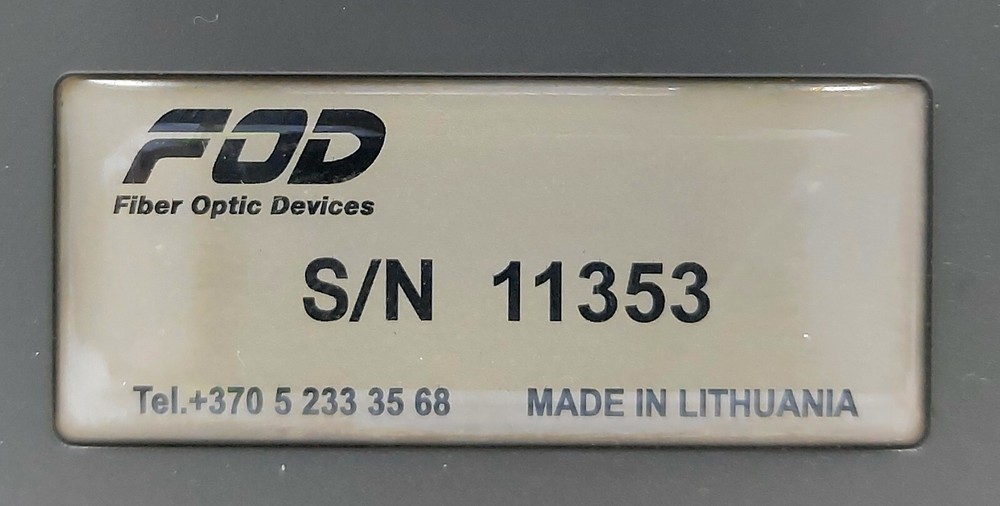 FOD
Fiber Optic Devices
S/N 11353
Tel.+370 5 233 35 68 MADE IN LITHUANIA